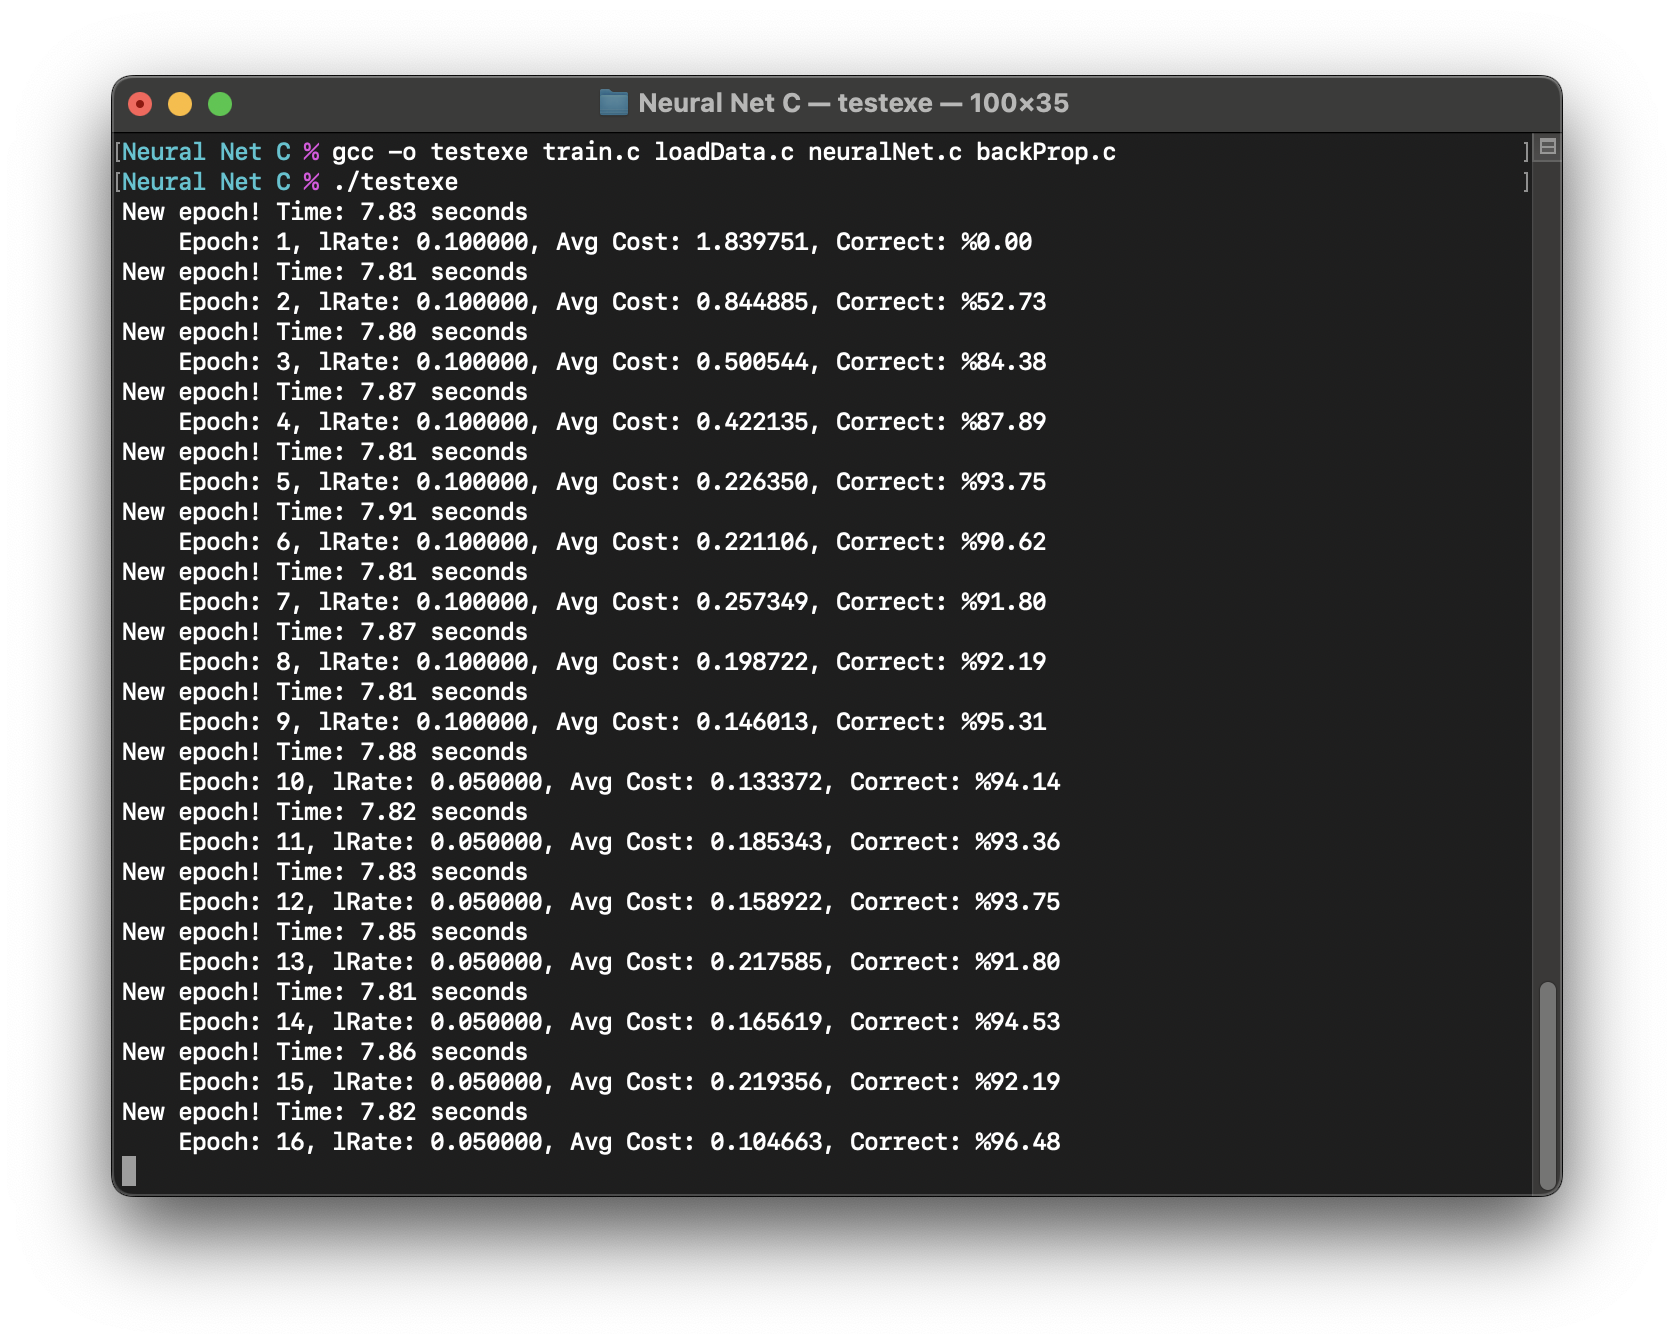 Neural Net C — testexe — 100×35
[Neural Net C % gcc -o testexe train.c loadData.c neuralNet.c backProp.c ]
[Neural Net C % ./testexe ]
New epoch! Time: 7.83 seconds
    Epoch: 1, lRate: 0.100000, Avg Cost: 1.839751, Correct: %0.00
New epoch! Time: 7.81 seconds
    Epoch: 2, lRate: 0.100000, Avg Cost: 0.844885, Correct: %52.73
New epoch! Time: 7.80 seconds
    Epoch: 3, lRate: 0.100000, Avg Cost: 0.500544, Correct: %84.38
New epoch! Time: 7.87 seconds
    Epoch: 4, lRate: 0.100000, Avg Cost: 0.422135, Correct: %87.89
New epoch! Time: 7.81 seconds
    Epoch: 5, lRate: 0.100000, Avg Cost: 0.226350, Correct: %93.75
New epoch! Time: 7.91 seconds
    Epoch: 6, lRate: 0.100000, Avg Cost: 0.221106, Correct: %90.62
New epoch! Time: 7.81 seconds
    Epoch: 7, lRate: 0.100000, Avg Cost: 0.257349, Correct: %91.80
New epoch! Time: 7.87 seconds
    Epoch: 8, lRate: 0.100000, Avg Cost: 0.198722, Correct: %92.19
New epoch! Time: 7.81 seconds
    Epoch: 9, lRate: 0.100000, Avg Cost: 0.146013, Correct: %95.31
New epoch! Time: 7.88 seconds
    Epoch: 10, lRate: 0.050000, Avg Cost: 0.133372, Correct: %94.14
New epoch! Time: 7.82 seconds
    Epoch: 11, lRate: 0.050000, Avg Cost: 0.185343, Correct: %93.36
New epoch! Time: 7.83 seconds
    Epoch: 12, lRate: 0.050000, Avg Cost: 0.158922, Correct: %93.75
New epoch! Time: 7.85 seconds
    Epoch: 13, lRate: 0.050000, Avg Cost: 0.217585, Correct: %91.80
New epoch! Time: 7.81 seconds
    Epoch: 14, lRate: 0.050000, Avg Cost: 0.165619, Correct: %94.53
New epoch! Time: 7.86 seconds
    Epoch: 15, lRate: 0.050000, Avg Cost: 0.219356, Correct: %92.19
New epoch! Time: 7.82 seconds
    Epoch: 16, lRate: 0.050000, Avg Cost: 0.104663, Correct: %96.48